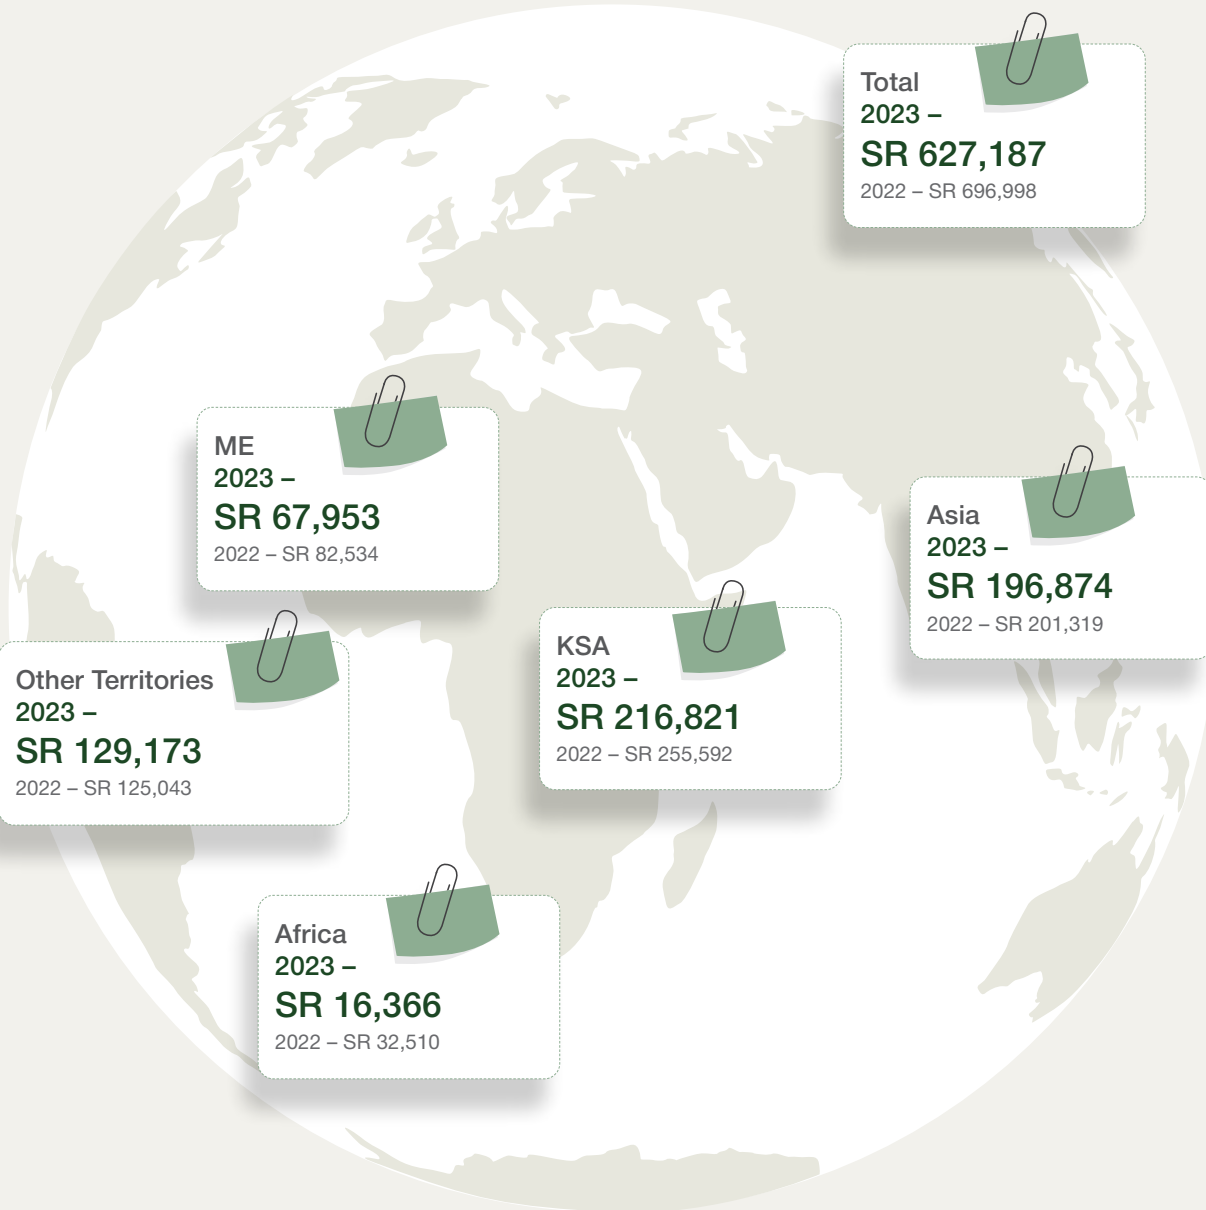 Total
2023 –
SR 627,187
2022 – SR 696,998
ME
2023 –
SR 67,953
2022 – SR 82,534
Asia
2023 –
SR 196,874
2022 – SR 201,319
KSA
2023 –
SR 216,821
2022 – SR 255,592
Other Territories
2023 –
SR 129,173
2022 – SR 125,043
Africa
2023 –
SR 16,366
2022 – SR 32,510